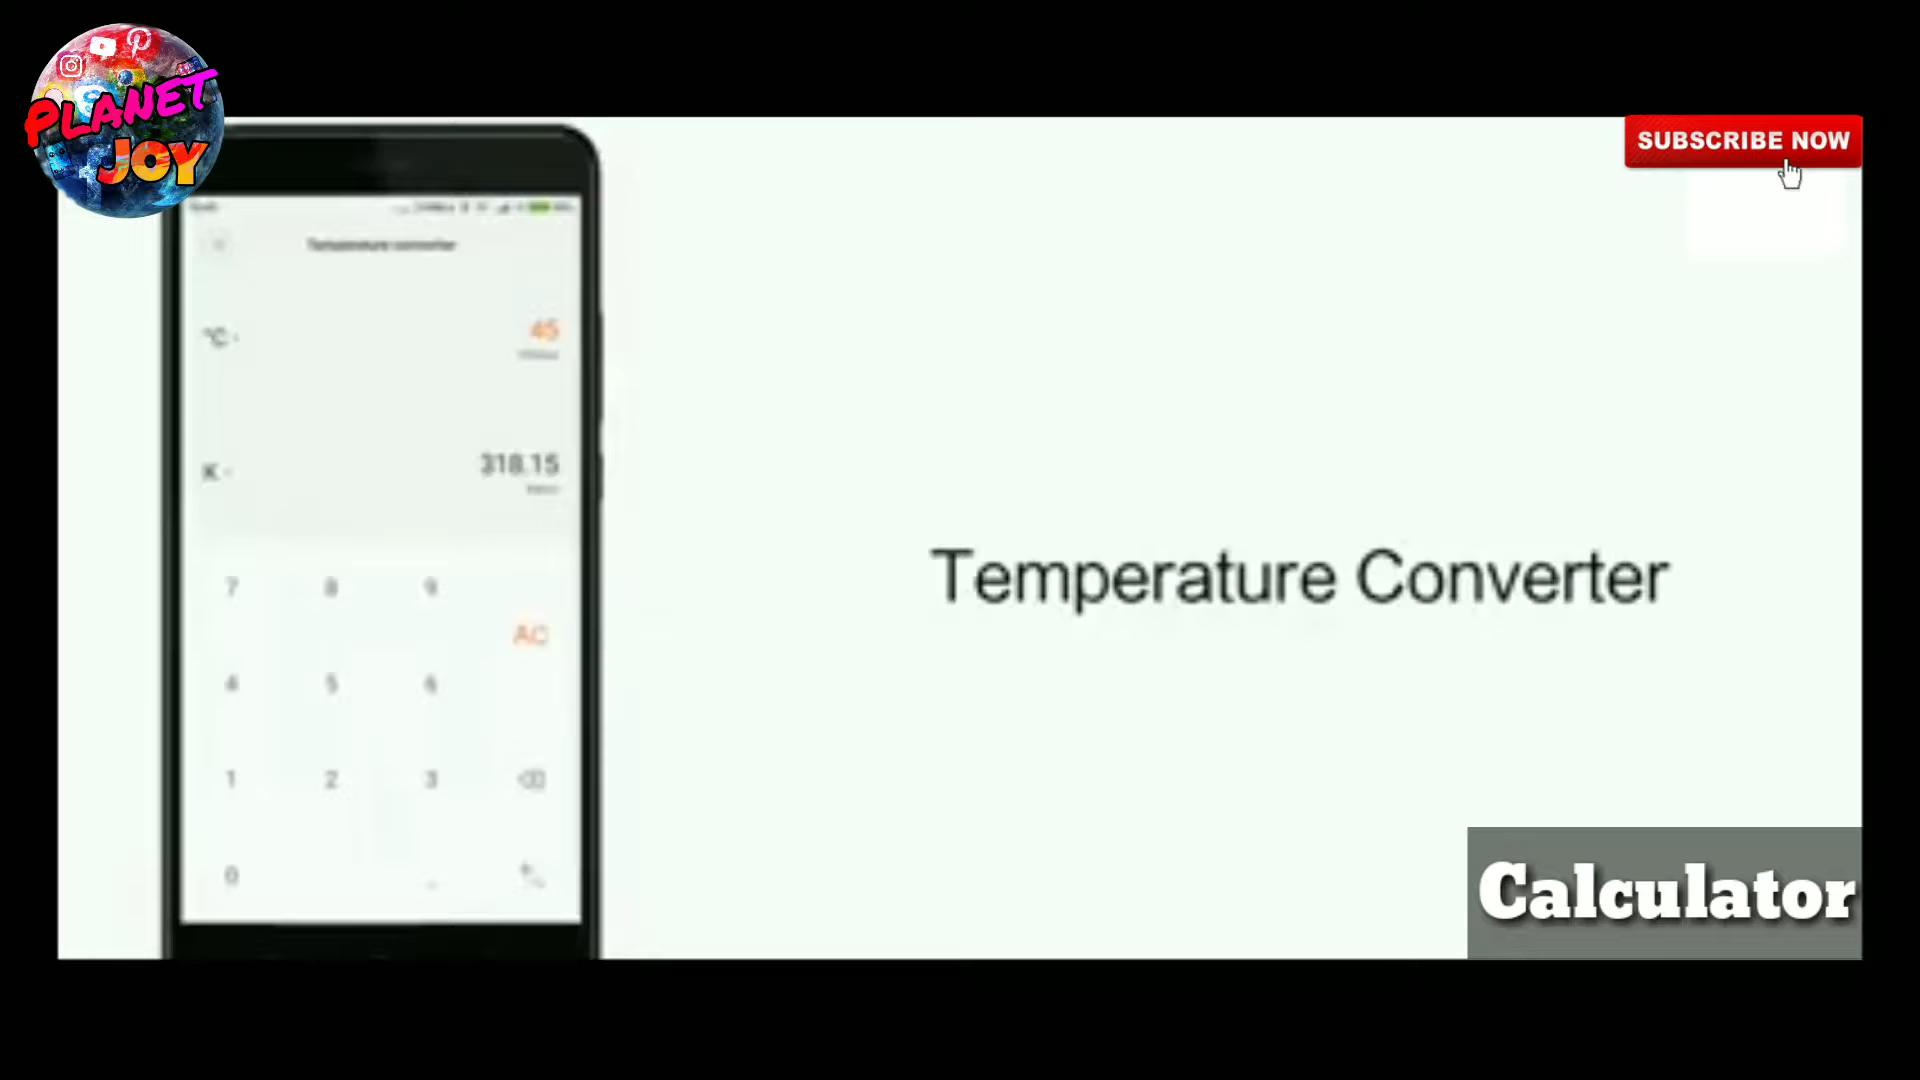 PLANET
JOY
SUBSCRIBE NOW
Temperature converter
°C
45
K
318.15
7 8 9
AC
4 5 6
1 2 3
0 .
Temperature Converter
Calculator